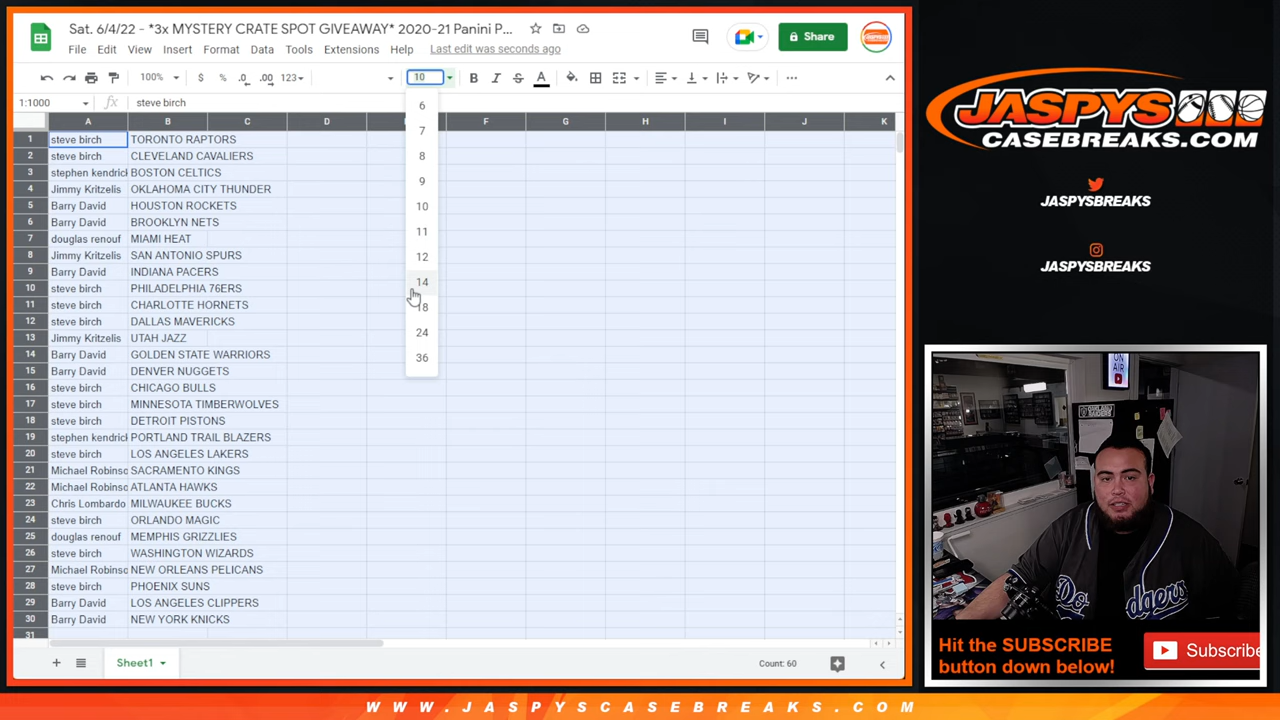 Sat. 6/4/22 - *3x MYSTERY CRATE SPOT GIVEAWAY* 2020-21 Panini P...
File Edit View Insert Format Data Tools Extensions Help Last edit was seconds ago
Share
100% $ % .0 .00 123 10 B I S A
1:1000 fx steve birch
A B C D F G H I J K
1 steve birch TORONTO RAPTORS
2 steve birch CLEVELAND CAVALIERS
3 stephen kendric BOSTON CELTICS
4 Jimmy Kritzelis OKLAHOMA CITY THUNDER
5 Barry David HOUSTON ROCKETS
6 Barry David BROOKLYN NETS
7 douglas renouf MIAMI HEAT
8 Jimmy Kritzelis SAN ANTONIO SPURS
9 Barry David INDIANA PACERS
10 steve birch PHILADELPHIA 76ERS
11 steve birch CHARLOTTE HORNETS
12 steve birch DALLAS MAVERICKS
13 Jimmy Kritzelis UTAH JAZZ
14 Barry David GOLDEN STATE WARRIORS
15 Barry David DENVER NUGGETS
16 steve birch CHICAGO BULLS
17 steve birch MINNESOTA TIMBERWOLVES
18 steve birch DETROIT PISTONS
19 stephen kendric PORTLAND TRAIL BLAZERS
20 steve birch LOS ANGELES LAKERS
21 Michael Robinso SACRAMENTO KINGS
22 Michael Robinso ATLANTA HAWKS
23 Chris Lombardo MILWAUKEE BUCKS
24 steve birch ORLANDO MAGIC
25 douglas renouf MEMPHIS GRIZZLIES
26 steve birch WASHINGTON WIZARDS
27 Michael Robinso NEW ORLEANS PELICANS
28 steve birch PHOENIX SUNS
29 Barry David LOS ANGELES CLIPPERS
30 Barry David NEW YORK KNICKS
31
6
7
8
9
10
11
12
14
18
24
36
Sheet1 Count: 60
JASPYS
CASEBREAKS.COM
JASPYSBREAKS
JASPYSBREAKS
ON AIR
Dodgers
Hit the SUBSCRIBE
button down below!
Subscribe
WWW.JASPYSCASEBREAKS.COM